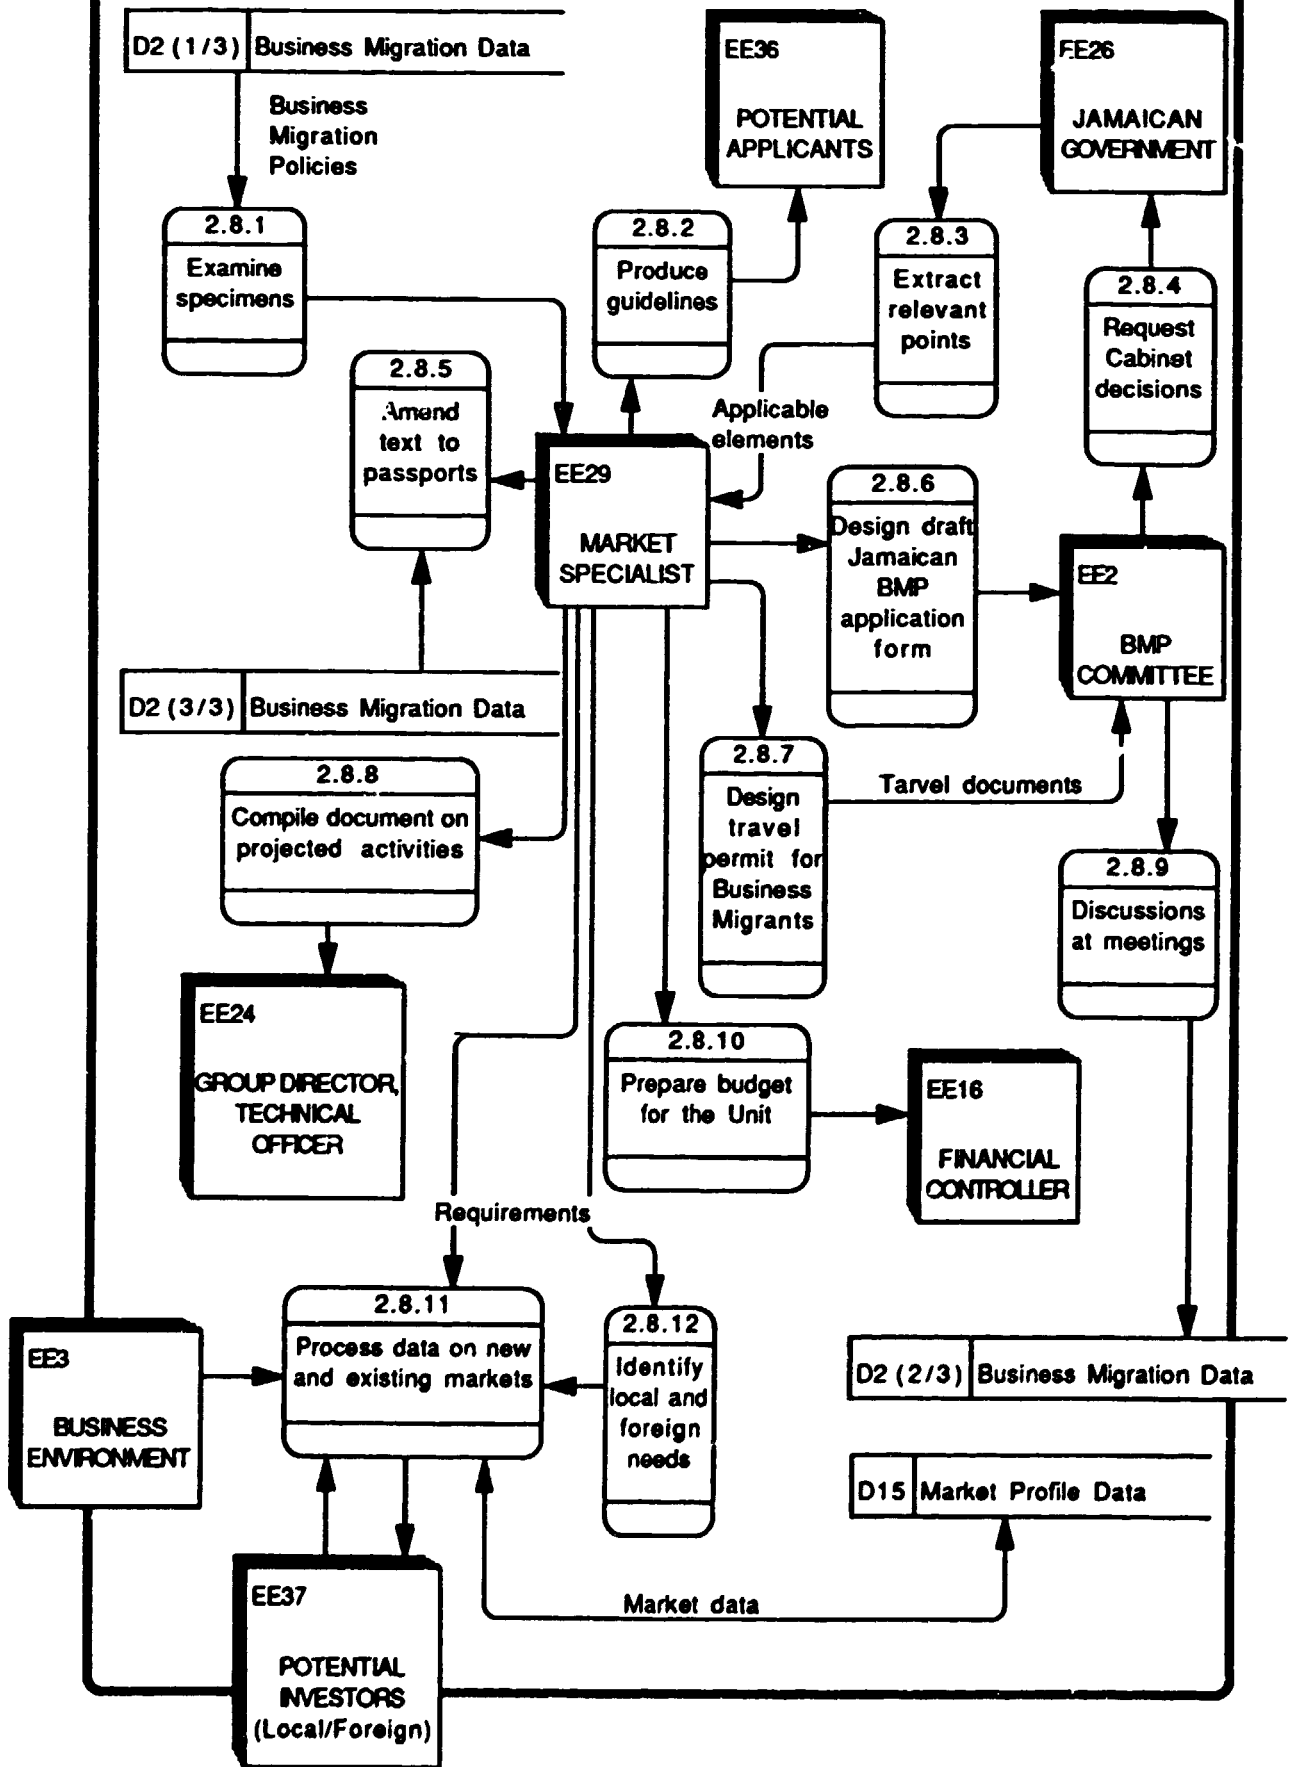 D2 (1/3) Business Migration Data
Business
Migration
Policies
EE36
POTENTIAL
APPLICANTS
EE26
JAMAICAN
GOVERNMENT
2.8.1
Examine
specimens
2.8.2
Produce
guidelines
2.8.3
Extract
relevant
points
2.8.4
Request
Cabinet
decisions
2.8.5
Amend
text to
passports
Applicable
elements
EE29
MARKET
SPECIALIST
2.8.6
Design draft
Jamaican
BMP
application
form
EE2
BMP
COMMITTEE
D2 (3/3) Business Migration Data
2.8.7
Design
travel
permit for
Business
Migrants
Tarvel documents
2.8.8
Compile document on
projected activities
2.8.9
Discussions
at meetings
EE24
GROUP DIRECTOR,
TECHNICAL
OFFICER
2.8.10
Prepare budget
for the Unit
EE16
FINANCIAL
CONTROLLER
Requirements
2.8.11
Process data on new
and existing markets
2.8.12
Identify
local and
foreign
needs
EE3
BUSINESS
ENVIRONMENT
D2 (2/3) Business Migration Data
D15 Market Profile Data
Market data
EE37
POTENTIAL
INVESTORS
(Local/Foreign)